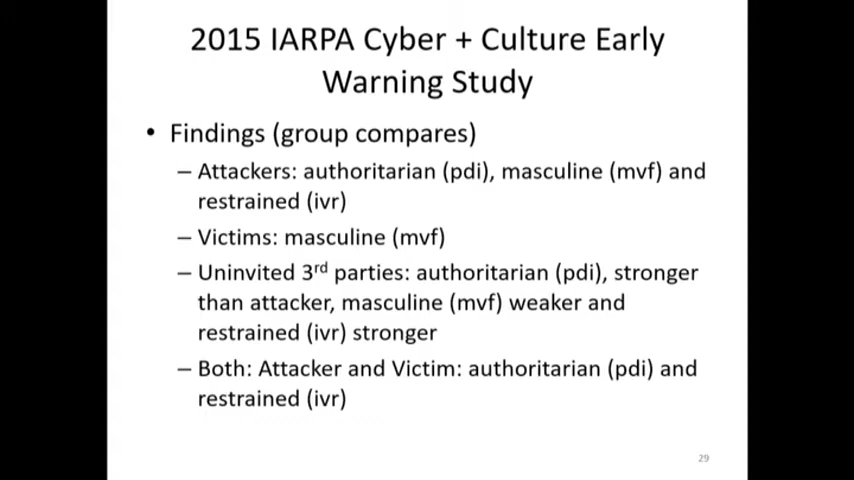 2015 IARPA Cyber + Culture Early
Warning Study
• Findings (group compares)
– Attackers: authoritarian (pdi), masculine (mvf) and
restrained (ivr)
– Victims: masculine (mvf)
– Uninvited 3rd parties: authoritarian (pdi), stronger
than attacker, masculine (mvf) weaker and
restrained (ivr) stronger
– Both: Attacker and Victim: authoritarian (pdi) and
restrained (ivr)
29